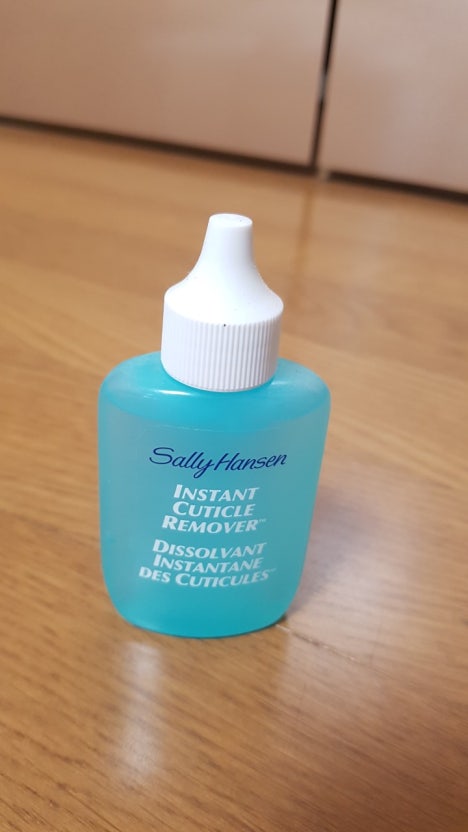 Sally Hansen
INSTANT
CUTICLE
REMOVER™
DISSOLVANT
INSTANTANE
DES CUTICULES™